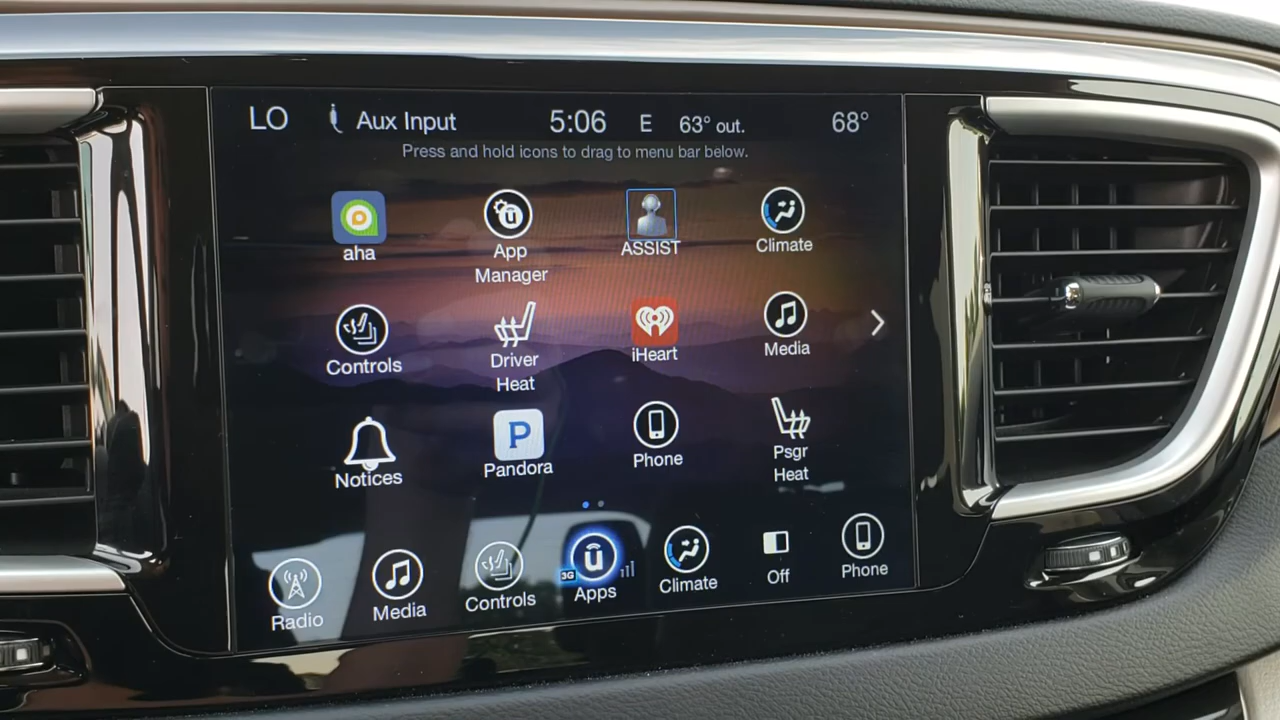 LO Aux Input 5:06 E 63° out. 68°
Press and hold icons to drag to menu bar below.
aha
App
Manager
ASSIST
Climate
Controls
Driver
Heat
iHeart
Media
Notices
P
Pandora
Phone
Psgr
Heat
Radio
Media
Controls
3G
Apps
Climate
Off
Phone